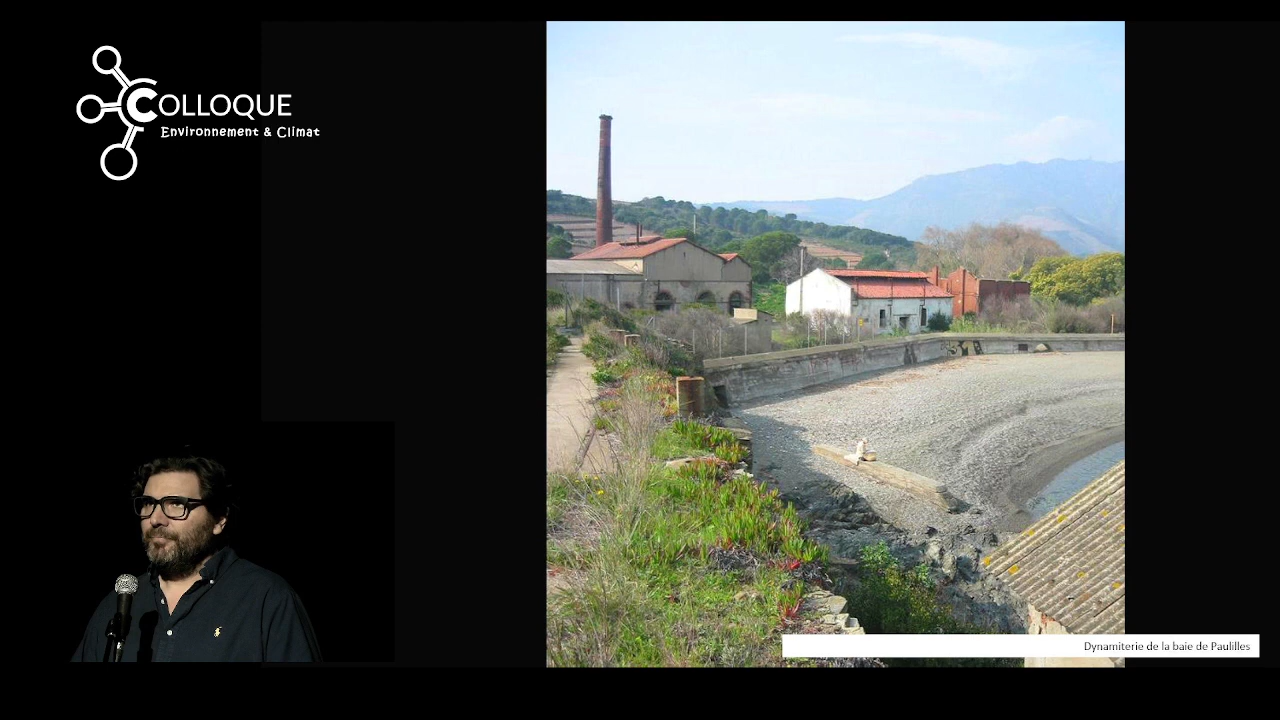 COLLOQUE
Environnement & Climat
Dynamiterie de la baie de Paulilles